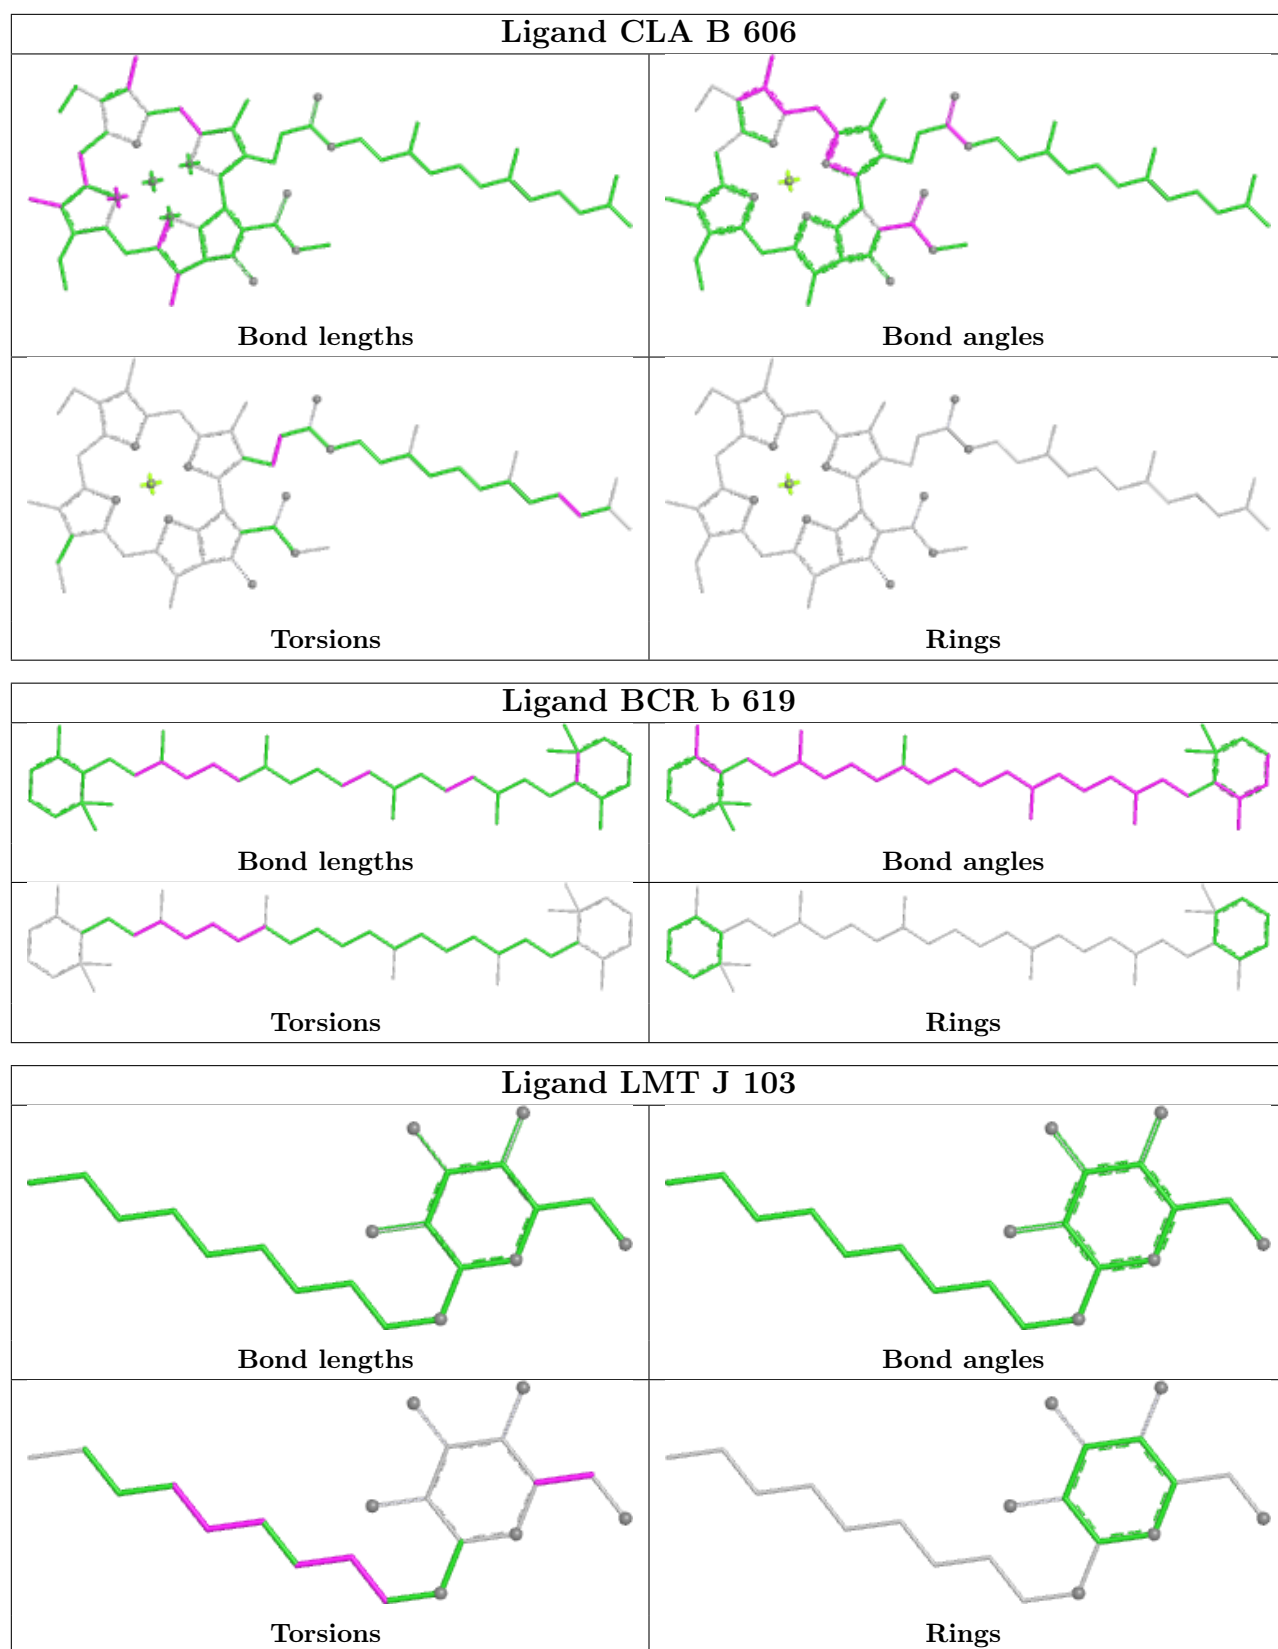 Ligand CLA B 606
Bond lengths
Bond angles
Torsions
Rings
Ligand BCR b 619
Bond lengths
Bond angles
Torsions
Rings
Ligand LMT J 103
Bond lengths
Bond angles
Torsions
Rings